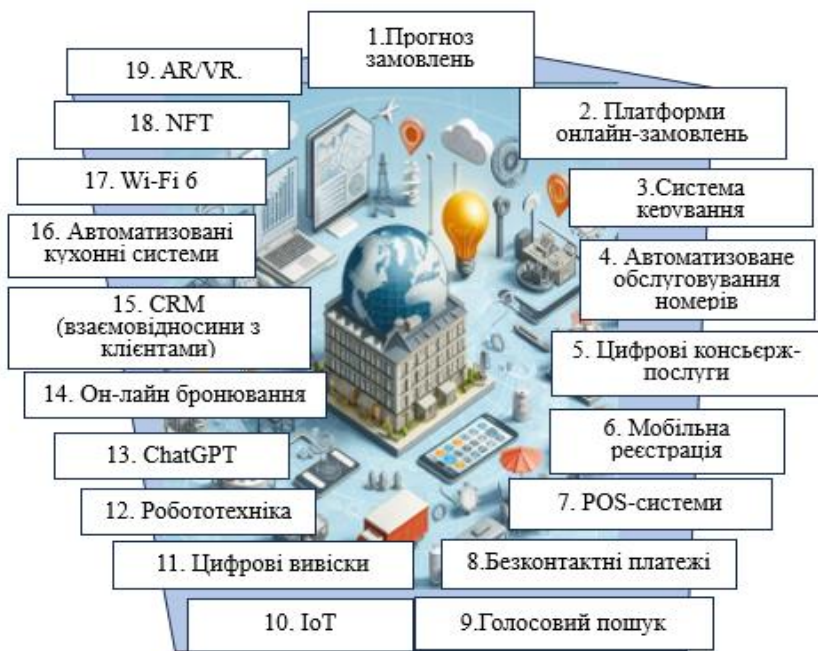 1.Прогноз
замовлень
2. Платформи
онлайн-замовлень
3.Система
керування
4. Автоматизоване
обслуговування
номерів
5. Цифрові консьєрж-
послуги
6. Мобільна
реєстрація
7. POS-системи
8.Безконтактні платежі
9.Голосовий пошук
10. IoT
11. Цифрові вивіски
12. Робототехніка
13. ChatGPT
14. Он-лайн бронювання
15. CRM
(взаємовідносини з
клієнтами)
16. Автоматизовані
кухонні системи
17. Wi-Fi 6
18. NFT
19. AR/VR.